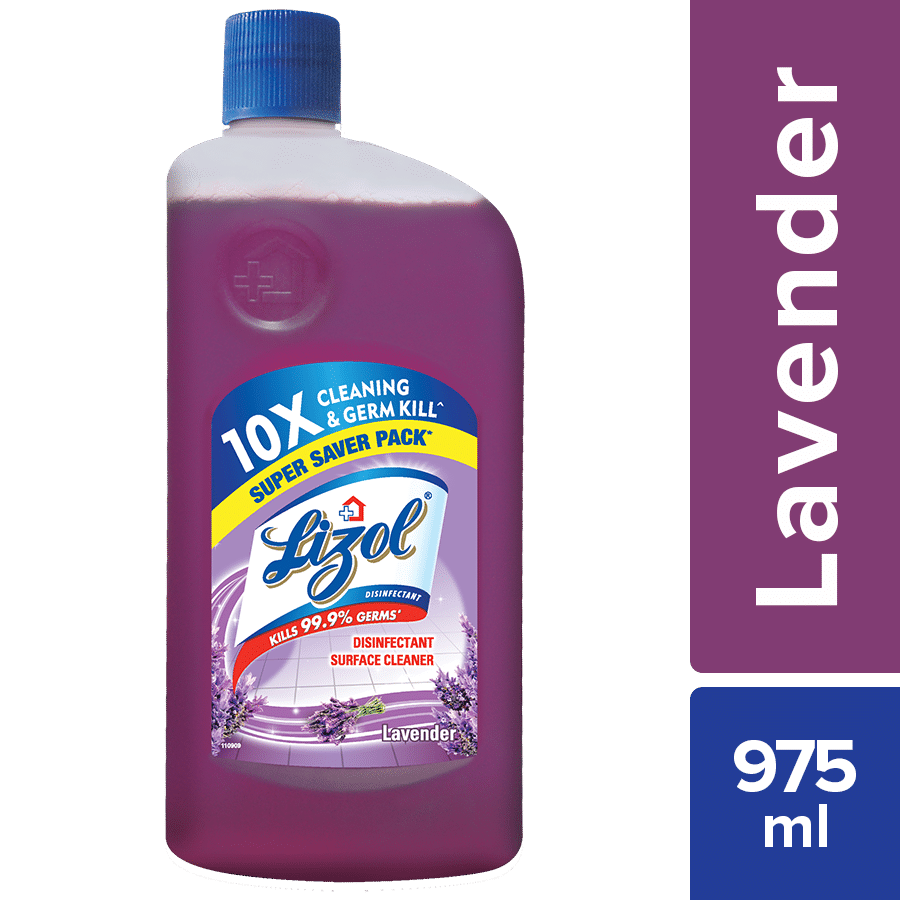 10X CLEANING
& GERM KILL^
SUPER SAVER PACK*
Lizol®
DISINFECTANT
KILLS 99.9% GERMS'
DISINFECTANT
SURFACE CLEANER
Lavender
110909
Lavender
975
ml